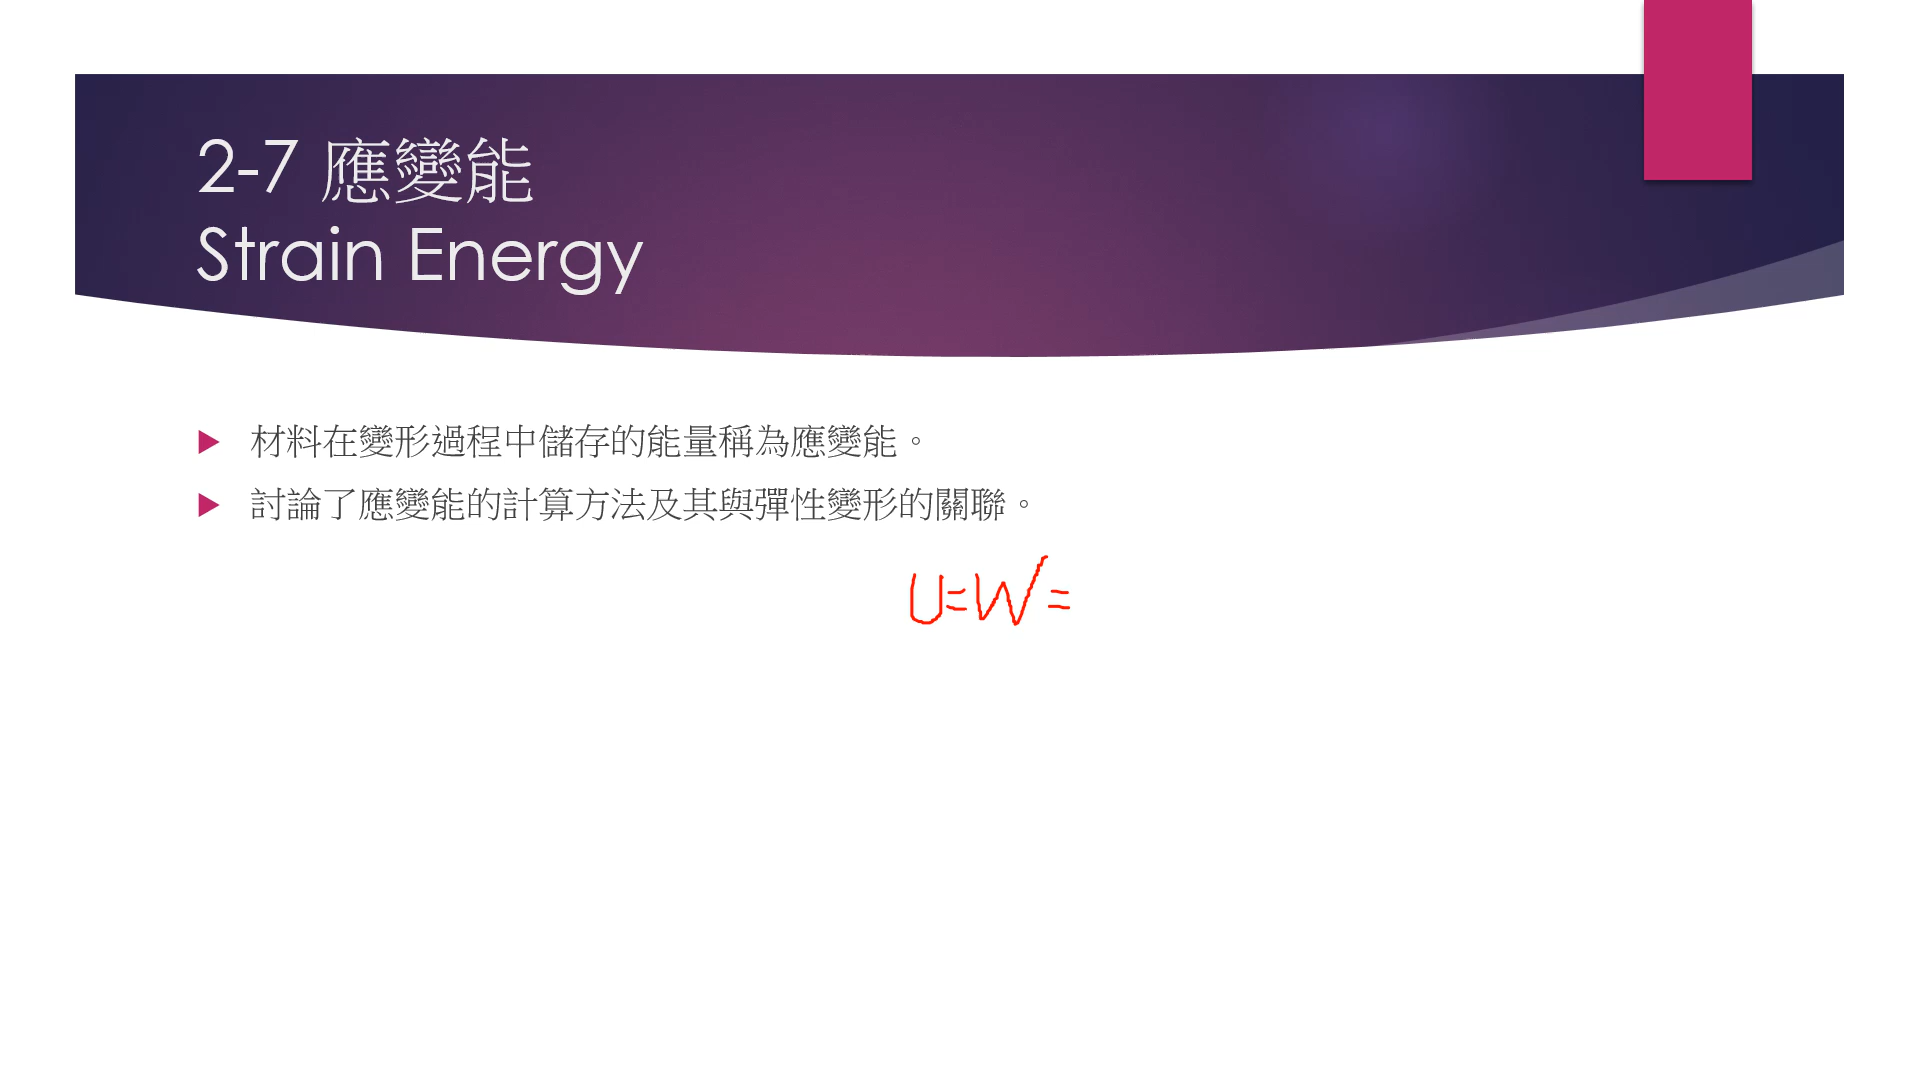 2-7 應變能
Strain Energy
材料在變形過程中儲存的能量稱為應變能。
討論了應變能的計算方法及其與彈性變形的關聯。
U=W=